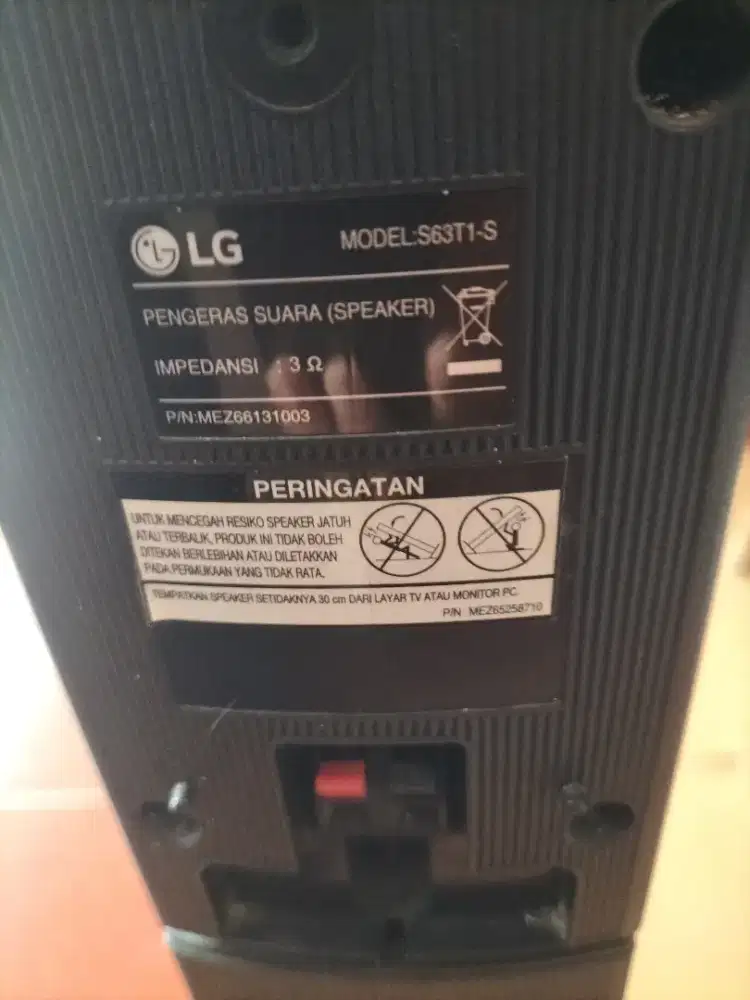 LG MODEL:S63T1-S
PENGERAS SUARA (SPEAKER)
IMPEDANSI : 3 Ω
P/N:MEZ66131003
PERINGATAN
UNTUK MENCEGAH RESIKO SPEAKER JATUH
ATAU TERBALIK, PRODUK INI TIDAK BOLEH
DITEKAN BERLEBIHAN ATAU DILETAKKAN
PADA PERMUKAAN YANG TIDAK RATA.
TEMPATKAN SPEAKER SETIDAKNYA 30 cm DARI LAYAR TV ATAU MONITOR PC.
P/N MEZ65258710